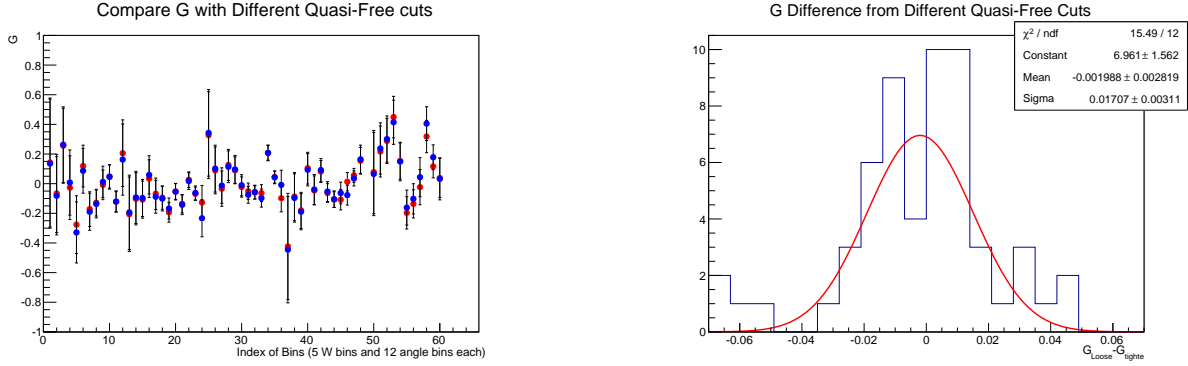 Compare G with Different Quasi-Free cuts
G
1
0.8
0.6
0.4
0.2
0
-0.2
-0.4
-0.6
-0.8
-1
0 10 20 30 40 50 60
Index of Bins (5 W bins and 12 angle bins each)
G Difference from Different Quasi-Free Cuts
χ² / ndf 15.49 / 12
Constant 6.961 ± 1.562
Mean -0.001988 ± 0.002819
Sigma 0.01707 ± 0.00311
10
8
6
4
2
0
-0.06 -0.04 -0.02 0 0.02 0.04 0.06
G_Loose-G_tighte